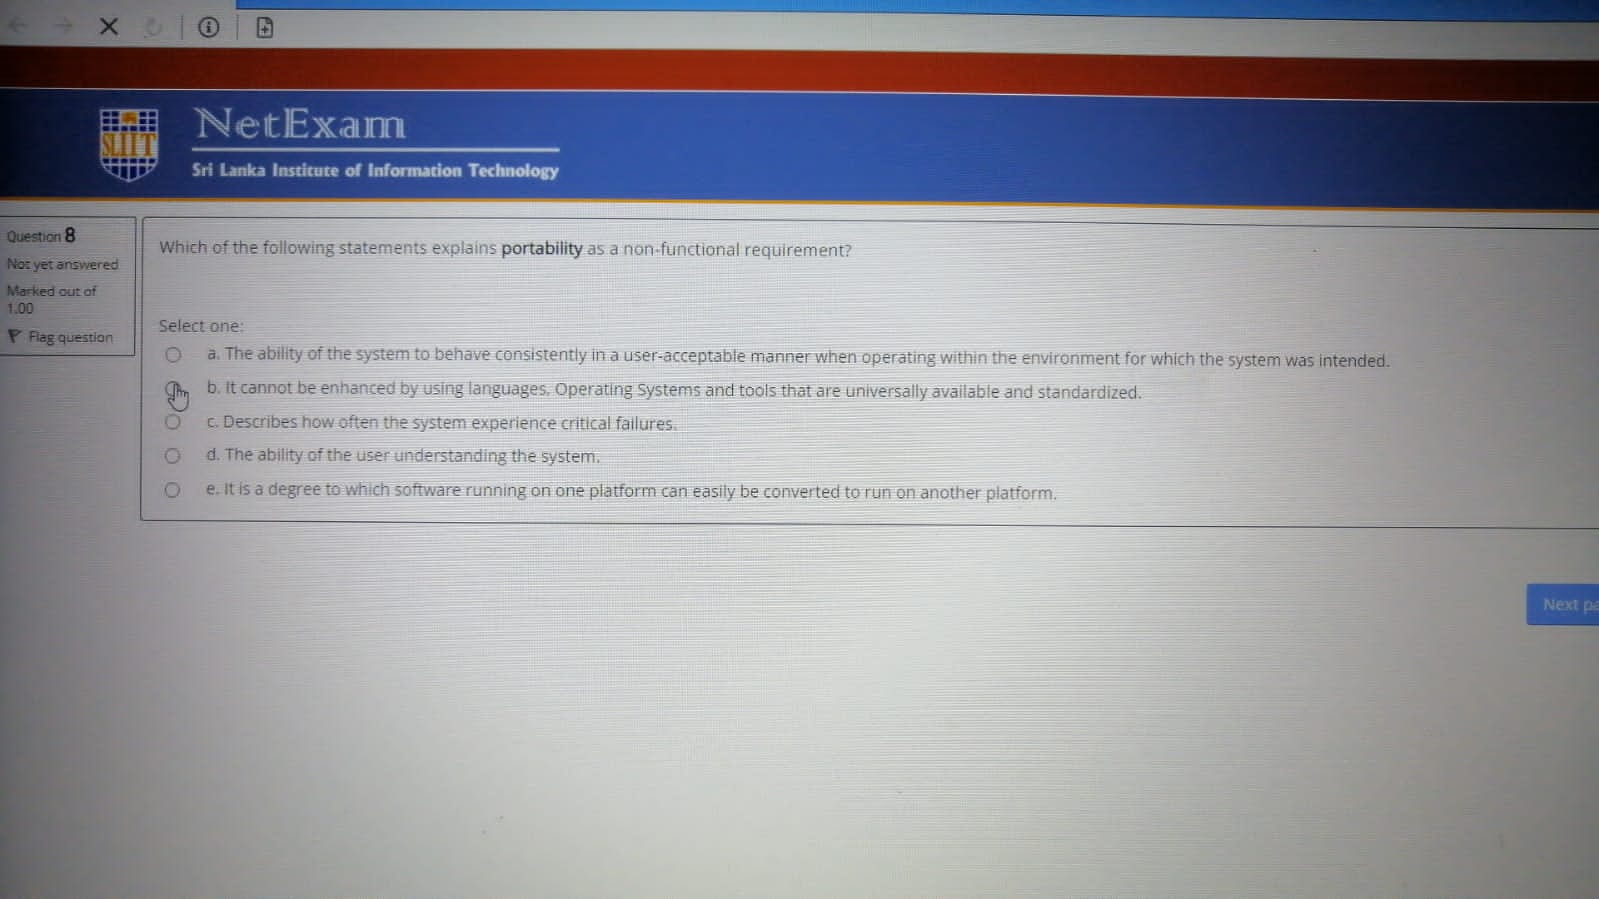 NetExam
SLIIT
Sri Lanka Institute of Information Technology
Question 8
Not yet answered
Marked out of
1.00
Flag question
Which of the following statements explains portability as a non-functional requirement?
Select one:
a. The ability of the system to behave consistently in a user-acceptable manner when operating within the environment for which the system was intended.
b. It cannot be enhanced by using languages, Operating Systems and tools that are universally available and standardized.
c. Describes how often the system experience critical failures.
d. The ability of the user understanding the system.
e. It is a degree to which software running on one platform can easily be converted to run on another platform.
Next pa